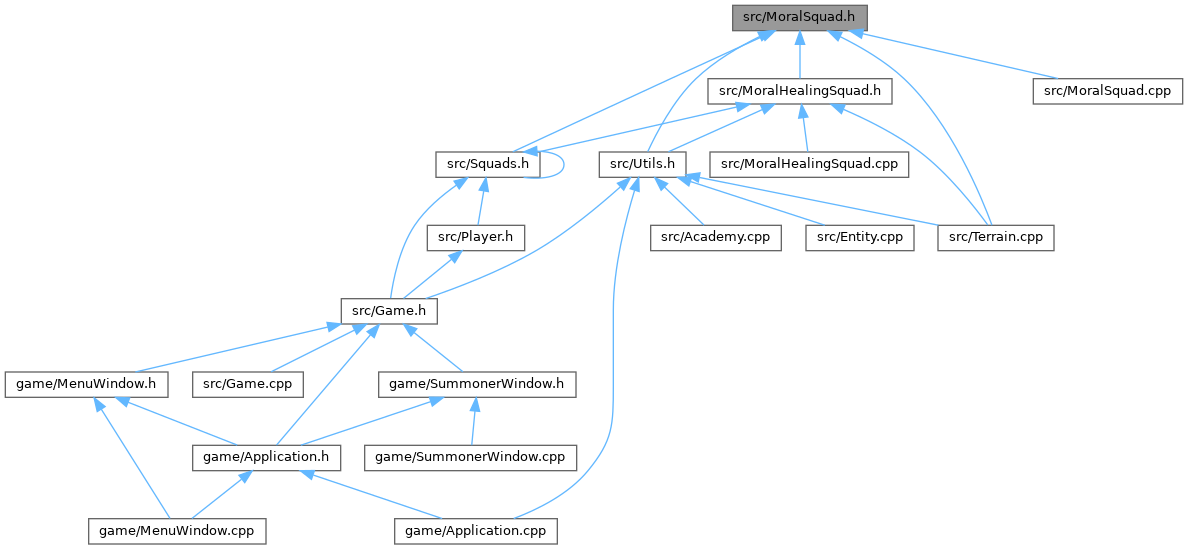 src/MoralSquad.h
src/MoralHealingSquad.h
src/MoralSquad.cpp
src/Squads.h
src/Utils.h
src/MoralHealingSquad.cpp
src/Player.h
src/Academy.cpp
src/Entity.cpp
src/Terrain.cpp
src/Game.h
game/MenuWindow.h
src/Game.cpp
game/SummonerWindow.h
game/Application.h
game/SummonerWindow.cpp
game/MenuWindow.cpp
game/Application.cpp